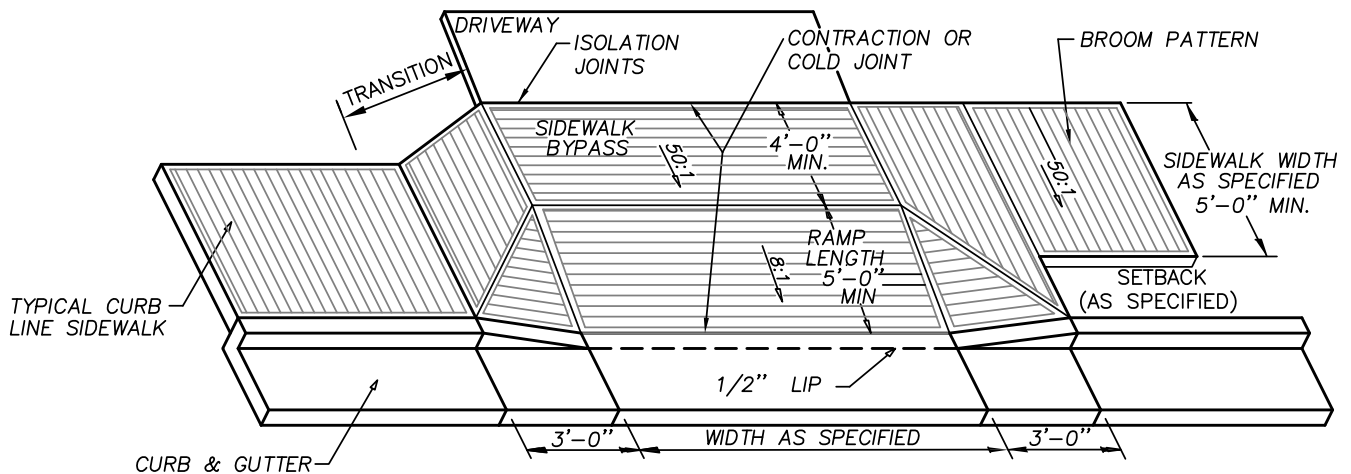 DRIVEWAY
ISOLATION
JOINTS
CONTRACTION OR
COLD JOINT
BROOM PATTERN
TRANSITION
SIDEWALK
BYPASS
50:1
4'-0"
MIN.
50:1
SIDEWALK WIDTH
AS SPECIFIED
5'-0" MIN.
RAMP
LENGTH
5'-0"
MIN
8:1
SETBACK
(AS SPECIFIED)
TYPICAL CURB
LINE SIDEWALK
1/2" LIP
3'-0"
WIDTH AS SPECIFIED
3'-0"
CURB & GUTTER